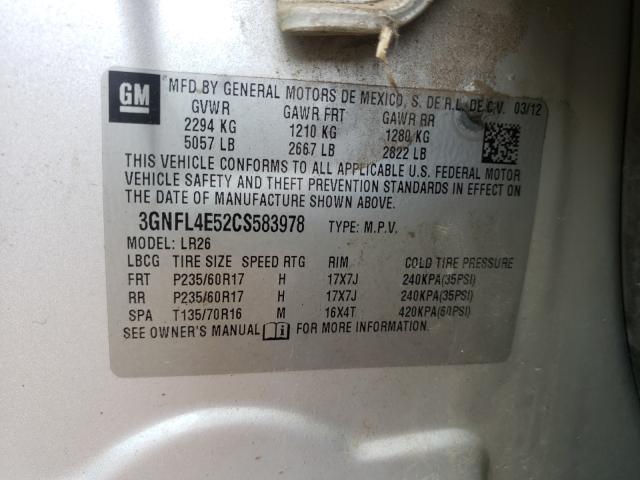 GM
MFD BY GENERAL MOTORS DE MEXICO, S. DE R.L. DE C.V. 03/12
GVWR GAWR FRT GAWR RR
2294 KG 1210 KG 1280 KG
5057 LB 2667 LB 2822 LB
THIS VEHICLE CONFORMS TO ALL APPLICABLE U.S. FEDERAL MOTOR
VEHICLE SAFETY AND THEFT PREVENTION STANDARDS IN EFFECT ON
THE DATE OF MANUFACTURE SHOWN ABOVE.
3GNFL4E52CS583978 TYPE: M.P.V.
MODEL: LR26
LBCG TIRE SIZE SPEED RTG RIM COLD TIRE PRESSURE
FRT P235/60R17 H 17X7J 240KPA(35PSI)
RR P235/60R17 H 17X7J 240KPA(35PSI)
SPA T135/70R16 M 16X4T 420KPA(60PSI)
SEE OWNER'S MANUAL i FOR MORE INFORMATION.